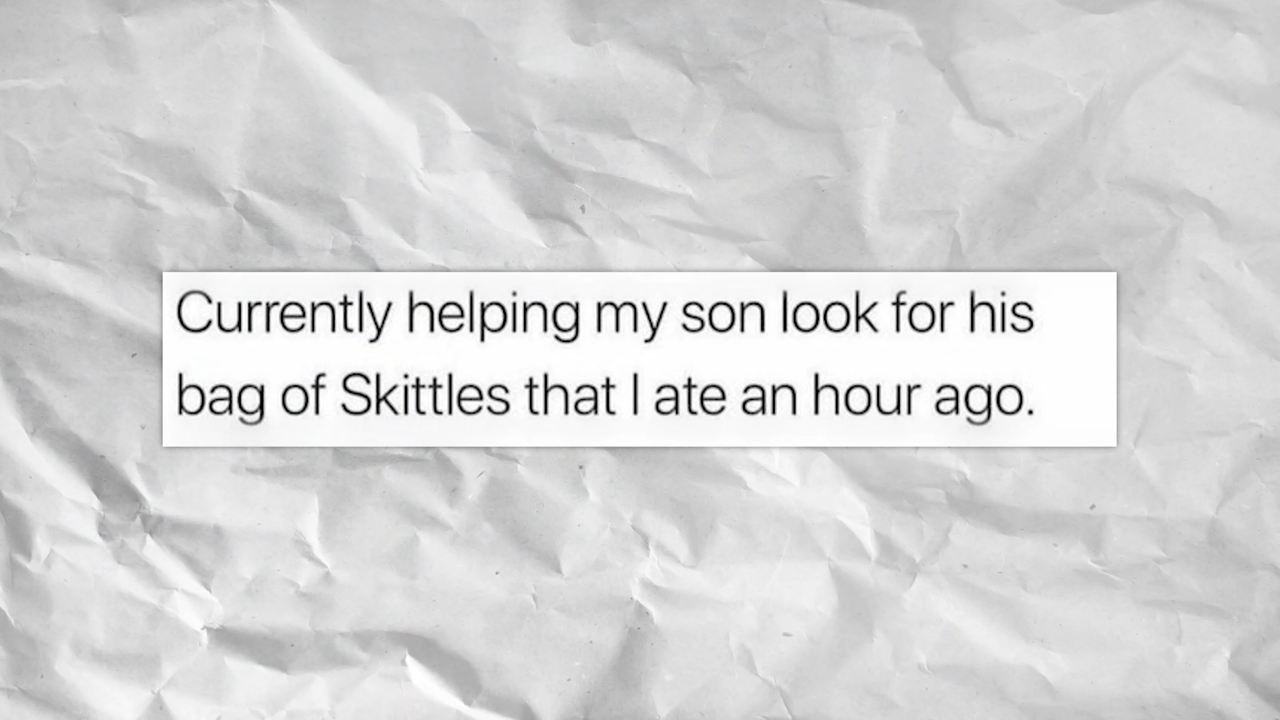 Currently helping my son look for his
bag of Skittles that I ate an hour ago.